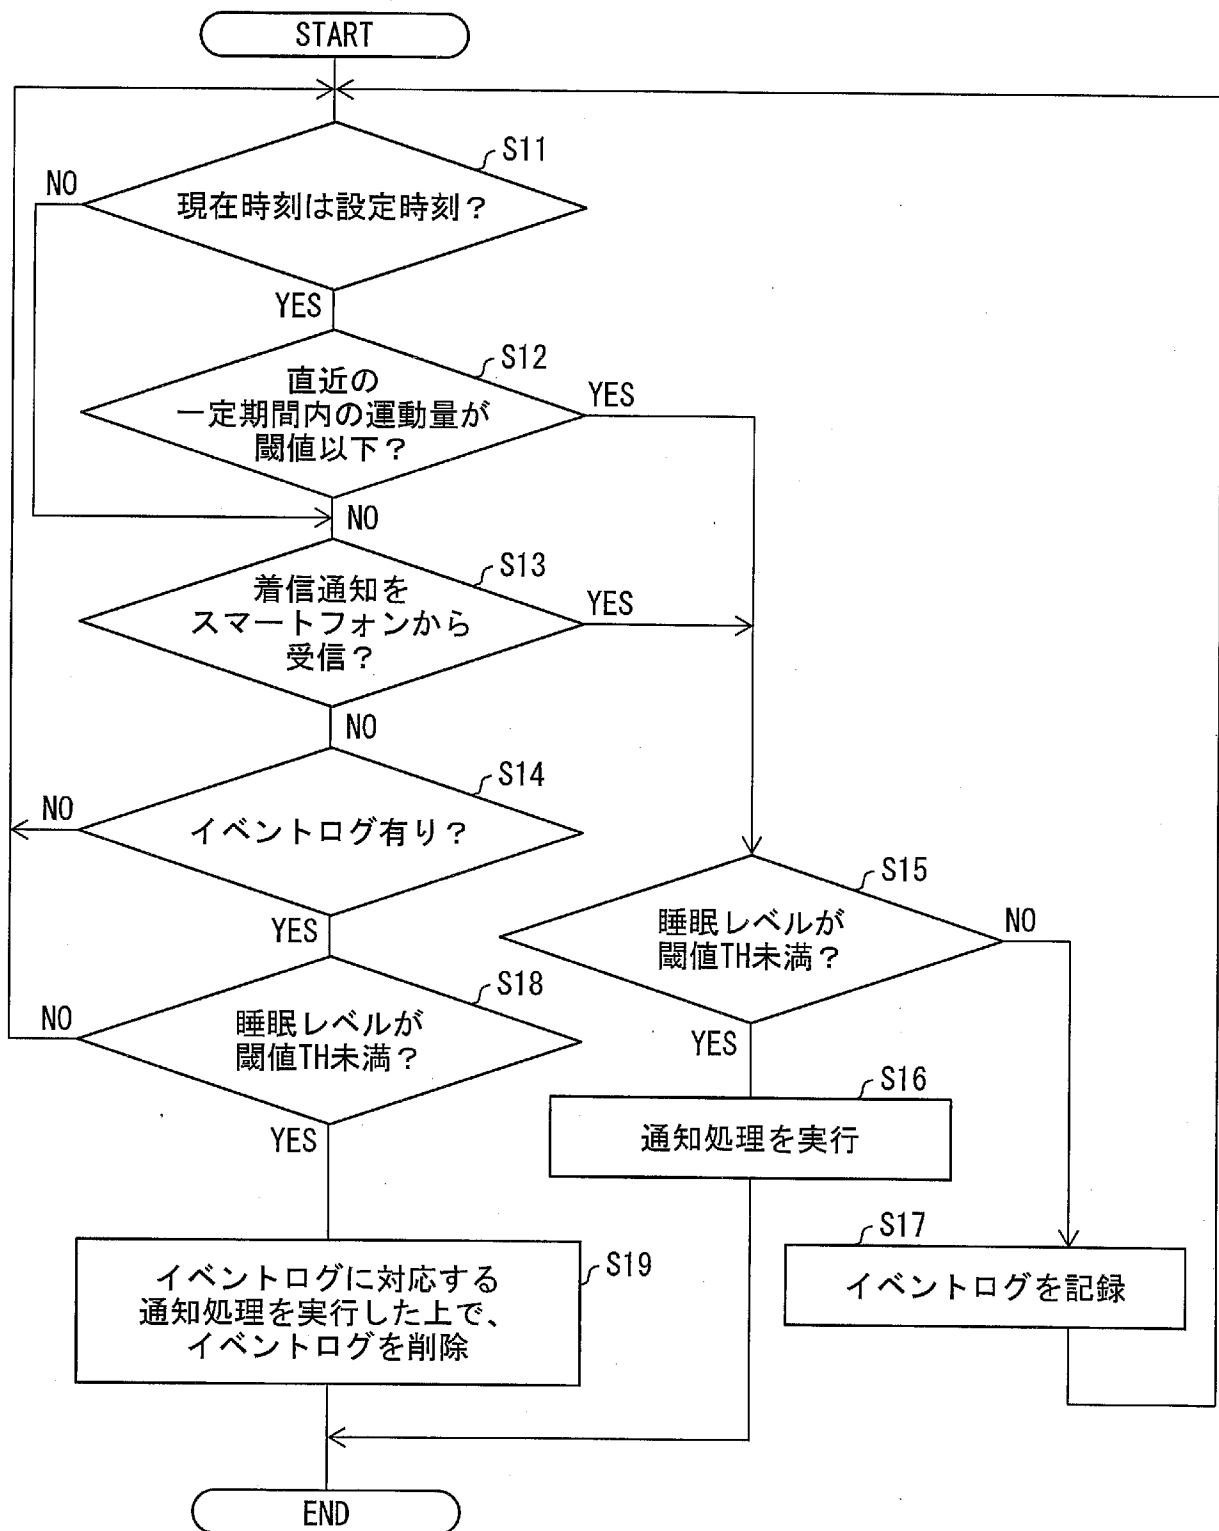 START
S11
NO
現在時刻は設定時刻？
YES
S12
直近の
一定期間内の運動量が
閾値以下？
YES
NO
S13
着信通知を
スマートフォンから
受信？
YES
NO
S14
NO
イベントログ有り？
YES
S15
睡眠レベルが
閾値TH未満？
NO
YES
S18
NO
睡眠レベルが
閾値TH未満？
YES
S16
通知処理を実行
S17
イベントログを記録
S19
イベントログに対応する
通知処理を実行した上で、
イベントログを削除
END